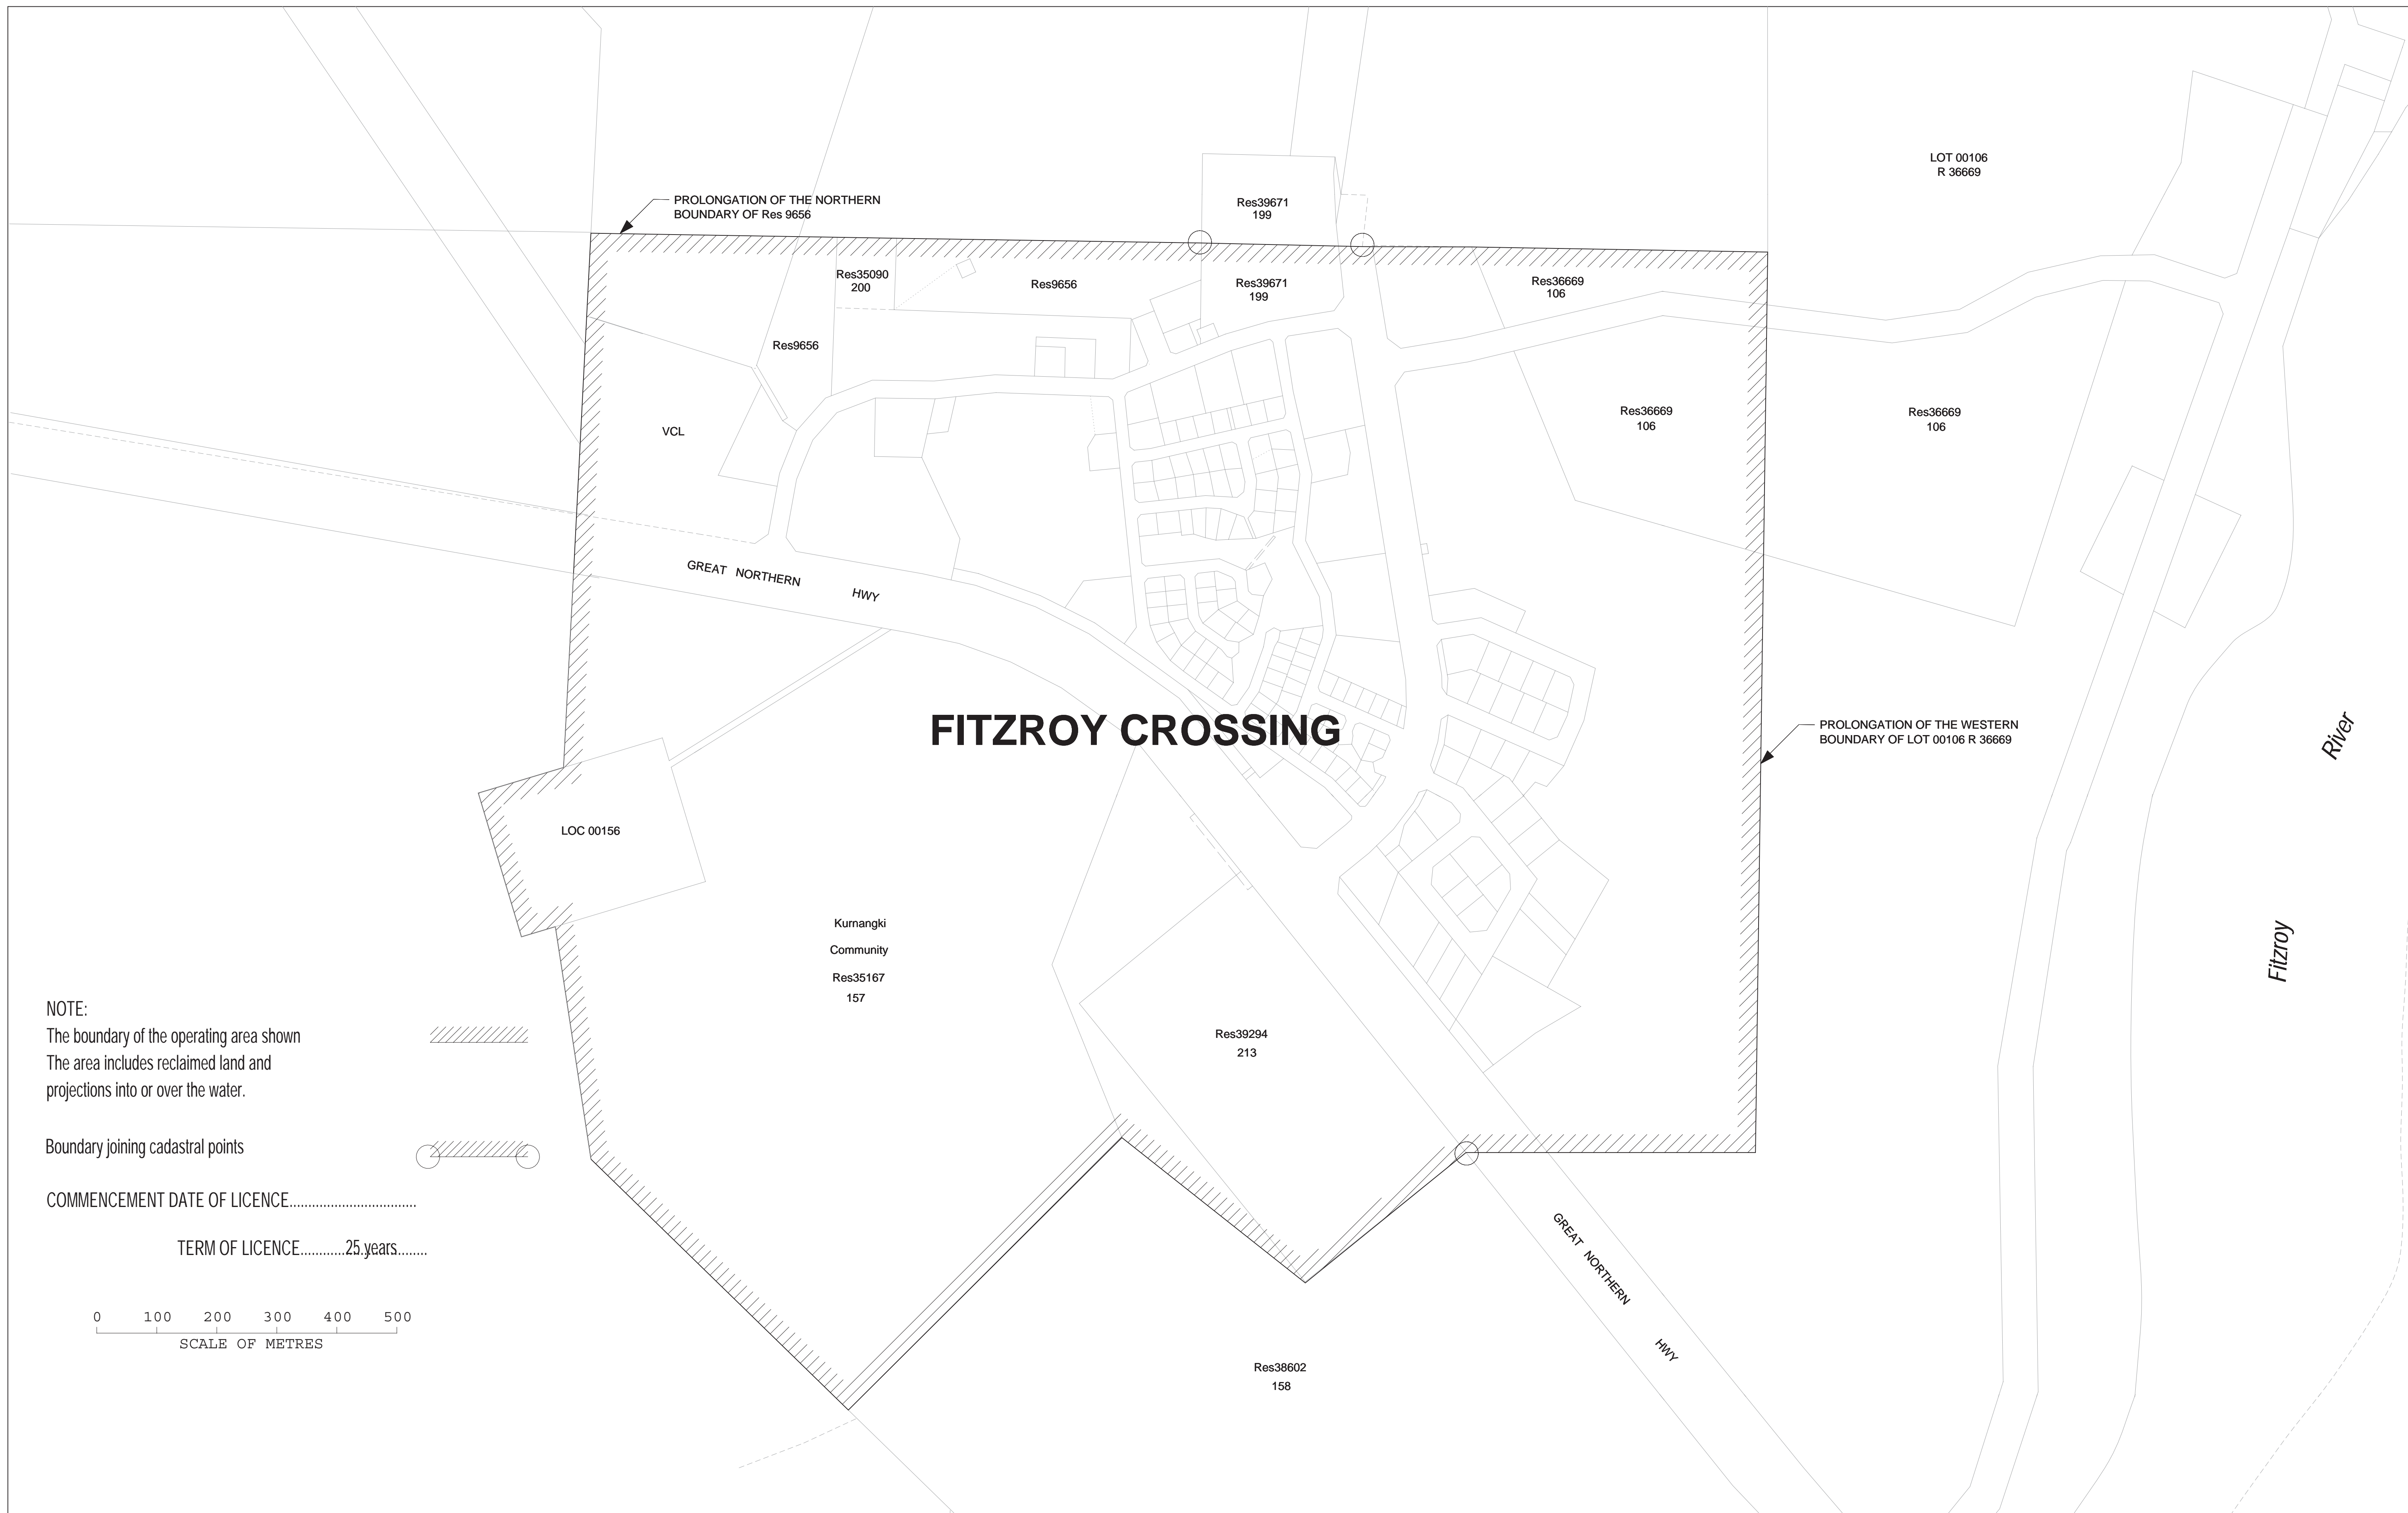 LOT 00106
R 36669
PROLONGATION OF THE NORTHERN
BOUNDARY OF Res 9656
Res39671
199
Res35090
200
Res9656
Res39671
199
Res36669
106
Res9656
VCL
Res36669
106
Res36669
106
GREAT NORTHERN HWY
FITZROY CROSSING
PROLONGATION OF THE WESTERN
BOUNDARY OF LOT 00106 R 36669
River
Fitzroy
LOC 00156
Kurnangki
Community
Res35167
157
Res39294
213
NOTE:
The boundary of the operating area shown
The area includes reclaimed land and
projections into or over the water.
Boundary joining cadastral points
COMMENCEMENT DATE OF LICENCE................................
TERM OF LICENCE............25 years........
0 100 200 300 400 500
SCALE OF METRES
GREAT NORTHERN HWY
Res38602
158